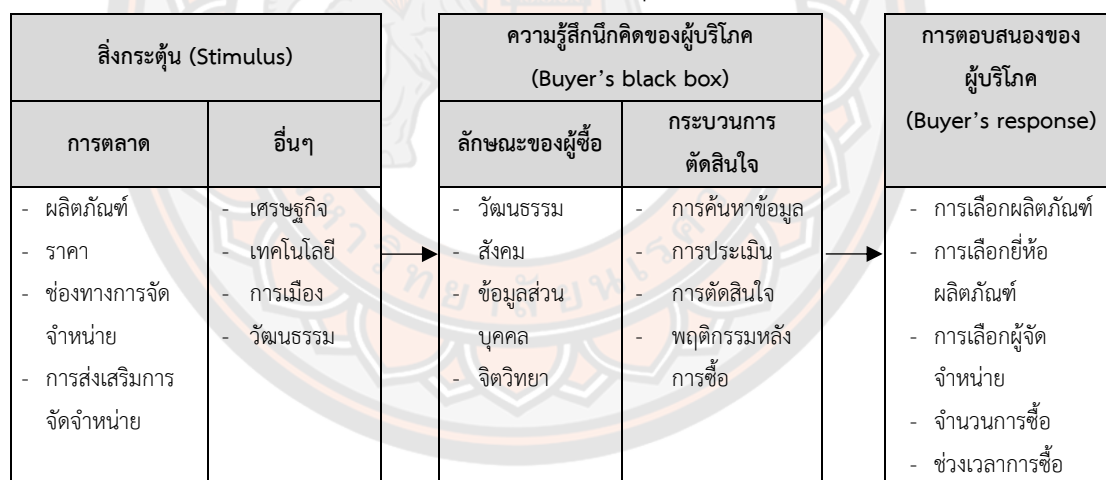 สิ่งกระตุ้น (Stimulus)
การตลาด
อื่นๆ
- ผลิตภัณฑ์
- ราคา
- ช่องทางการจัด
จำหน่าย
- การส่งเสริมการ
จัดจำหน่าย
- เศรษฐกิจ
- เทคโนโลยี
- การเมือง
- วัฒนธรรม
ความรู้สึกนึกคิดของผู้บริโภค
(Buyer's black box)
ลักษณะของผู้ซื้อ
กระบวนการ
ตัดสินใจ
- วัฒนธรรม
- สังคม
- ข้อมูลส่วน
บุคคล
- จิตวิทยา
- การค้นหาข้อมูล
- การประเมิน
- การตัดสินใจ
- พฤติกรรมหลัง
การซื้อ
การตอบสนองของ
ผู้บริโภค
(Buyer's response)
- การเลือกผลิตภัณฑ์
- การเลือกยี่ห้อ
ผลิตภัณฑ์
- การเลือกผู้จัด
จำหน่าย
- จำนวนการซื้อ
- ช่วงเวลาการซื้อ